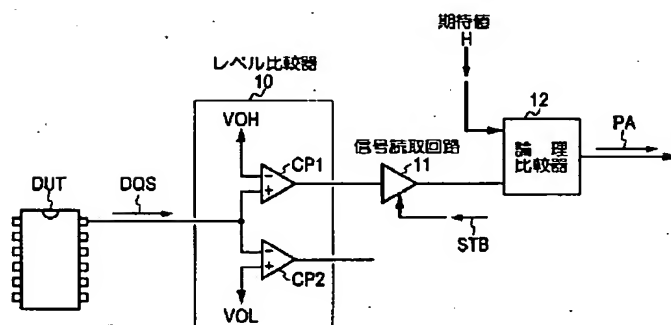 期待値
H
レベル比較器
10
VOH
CP1
信号読取回路
11
12
論理
比較器
PA
DUT
DQS
STB
CP2
VOL